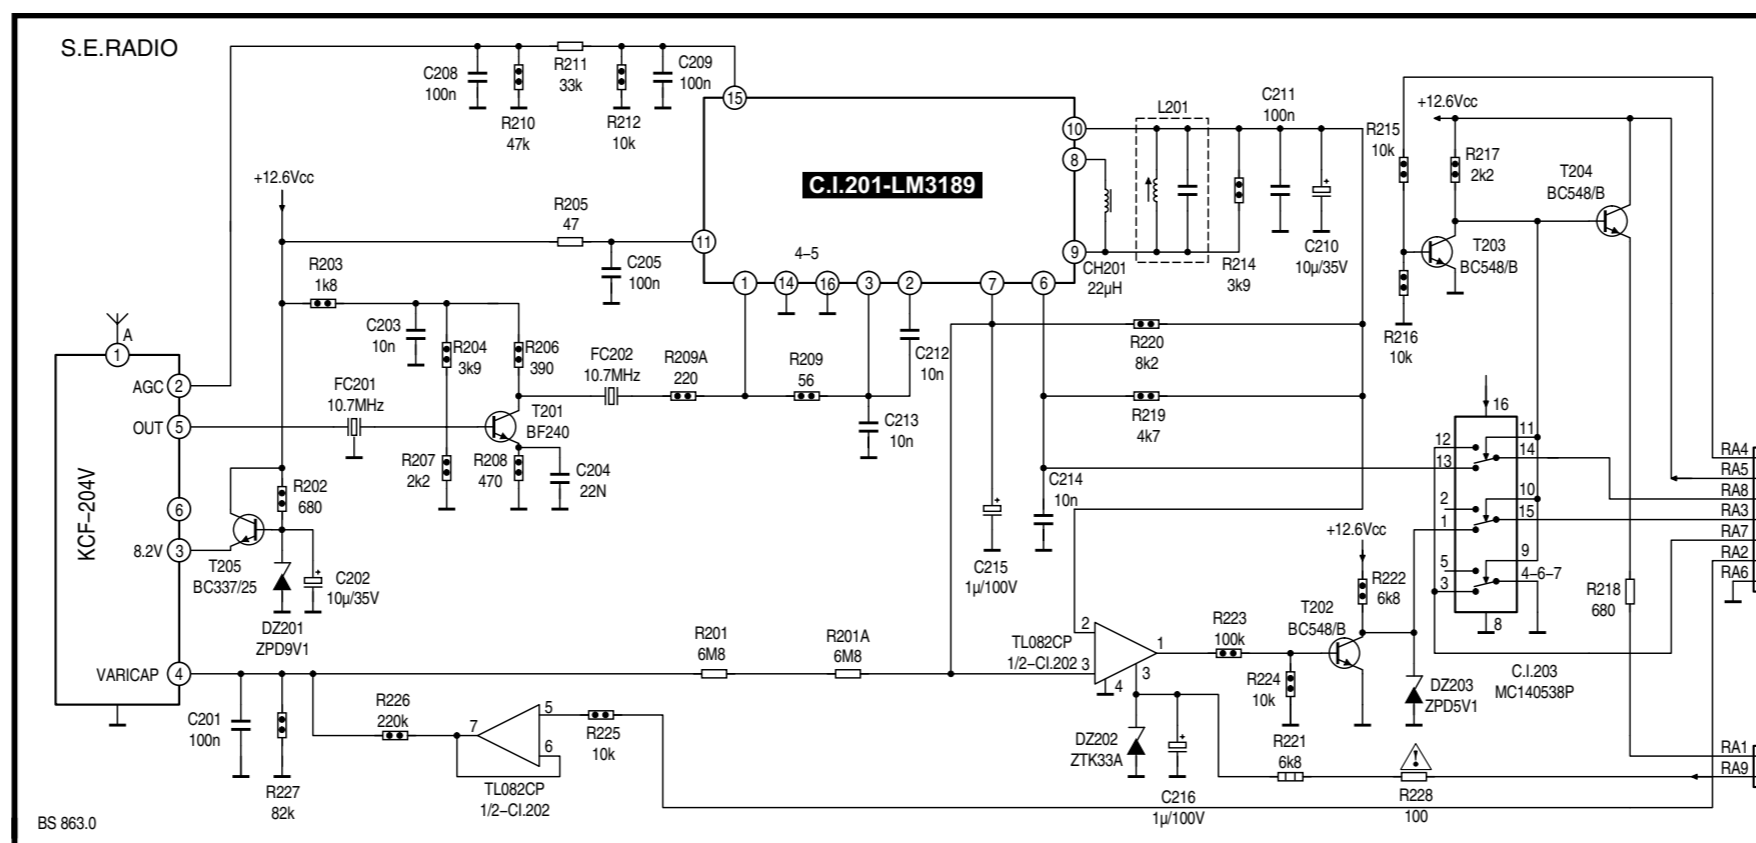 S.E.RADIO
C208
100n
R210
47k
R211
33k
R212
10k
C209
100n
15
C.I.201-LM3189
4–5
11
1
14
16
3
2
7
6
10
8
9
CH201
22µH
L201
R214
3k9
C211
100n
C210
10µ/35V
R215
10k
+12.6Vcc
R217
2k2
T204
BC548/B
T203
BC548/B
R216
10k
+12.6Vcc
R205
47
C205
100n
R203
1k8
C203
10n
R204
3k9
R206
390
FC202
10.7MHz
R209A
220
R209
56
C212
10n
C213
10n
R220
8k2
R219
4k7
A
1
AGC
2
OUT
5
KCF–204V
6
8.2V
3
VARICAP
4
FC201
10.7MHz
T201
BF240
R207
2k2
R208
470
C204
22N
R202
680
T205
BC337/25
DZ201
ZPD9V1
C202
10µ/35V
C214
10n
C215
1µ/100V
16
12
11
13
14
2
10
1
15
5
9
3
4–6–7
8
C.I.203
MC140538P
RA4
RA5
RA8
RA3
RA7
RA2
RA6
RA1
RA9
+12.6Vcc
R222
6k8
T202
BC548/B
R218
680
R201
6M8
R201A
6M8
2
TL082CP
1/2–CI.202
3
1
4
3
R223
100k
R224
10k
DZ203
ZPD5V1
C201
100n
R227
82k
R226
220k
7
5
6
TL082CP
1/2–CI.202
R225
10k
DZ202
ZTK33A
C216
1µ/100V
R221
6k8
R228
100
BS 863.0